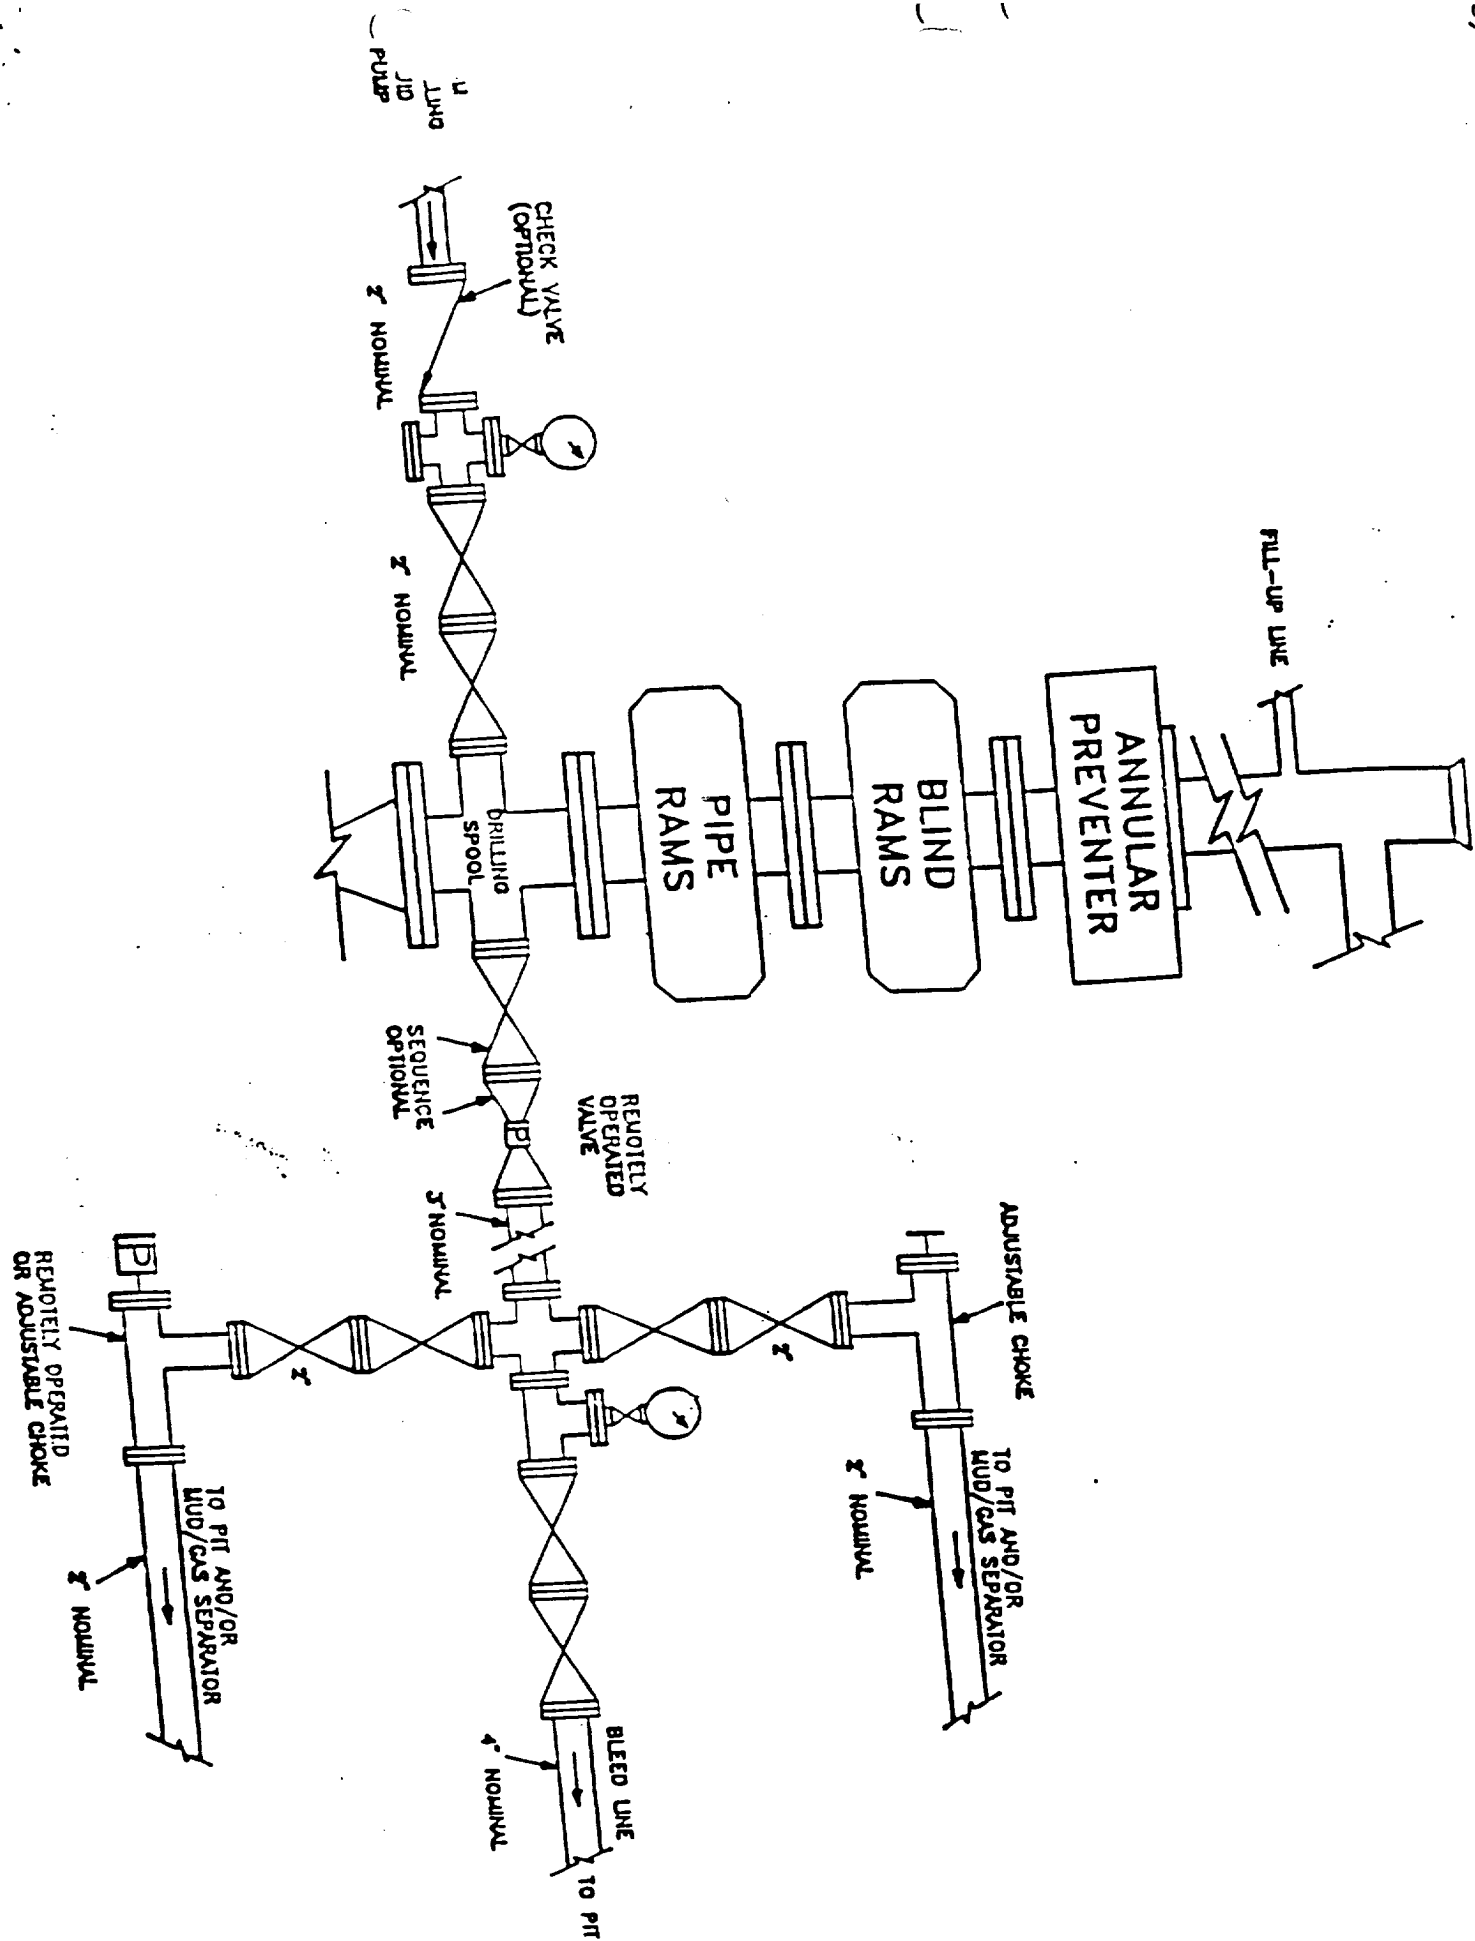 FILL-UP LINE
ANNULAR
PREVENTER
BLIND
RAMS
PIPE
RAMS
DRILLING
SPOOL
PUMP
CHECK VALVE
(OPTIONAL)
2" NOMINAL
2" NOMINAL
SEQUENCE
OPTIONAL
REMOTELY
OPERATED
VALVE
P
3" NOMINAL
ADJUSTABLE CHOKE
2"
TO PIT AND/OR
MUD/GAS SEPARATOR
2" NOMINAL
BLEED LINE
TO PIT
4" NOMINAL
2"
P
REMOTELY OPERATED
OR ADJUSTABLE CHOKE
TO PIT AND/OR
MUD/GAS SEPARATOR
2" NOMINAL